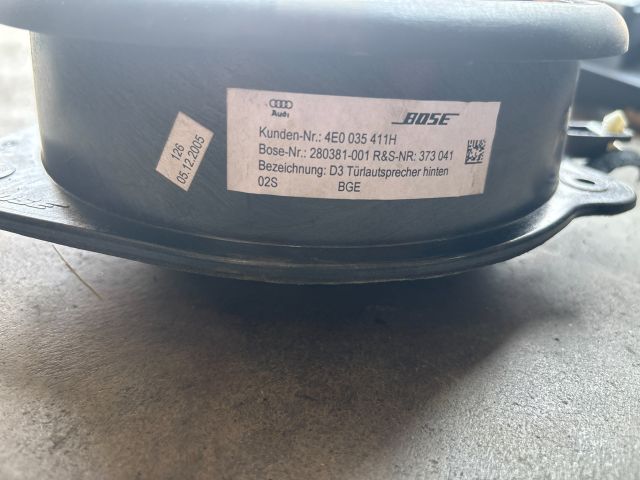 Audi
BOSE
Kunden-Nr.: 4E0 035 411H
Bose-Nr.: 280381-001 R&S-NR: 373 041
Bezeichnung: D3 Türlautsprecher hinten
02S BGE
126
05.12.2005